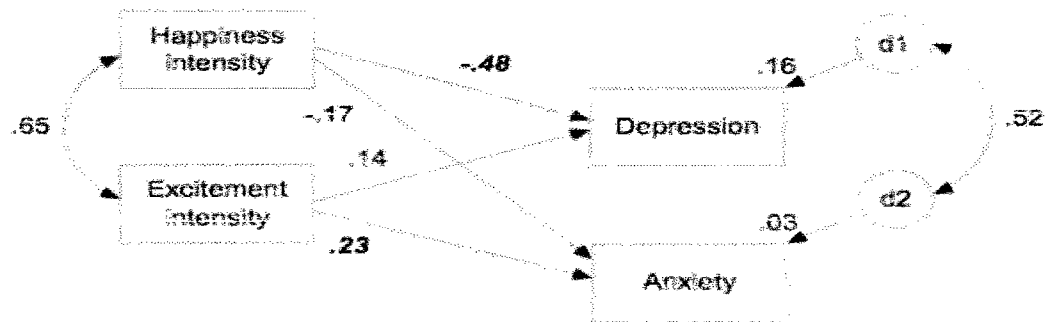 Happiness
intensity
-.48
.16
d1
.65
-.17
Depression
.52
.14
Excitement
intensity
d2
.03
.23
Anxiety